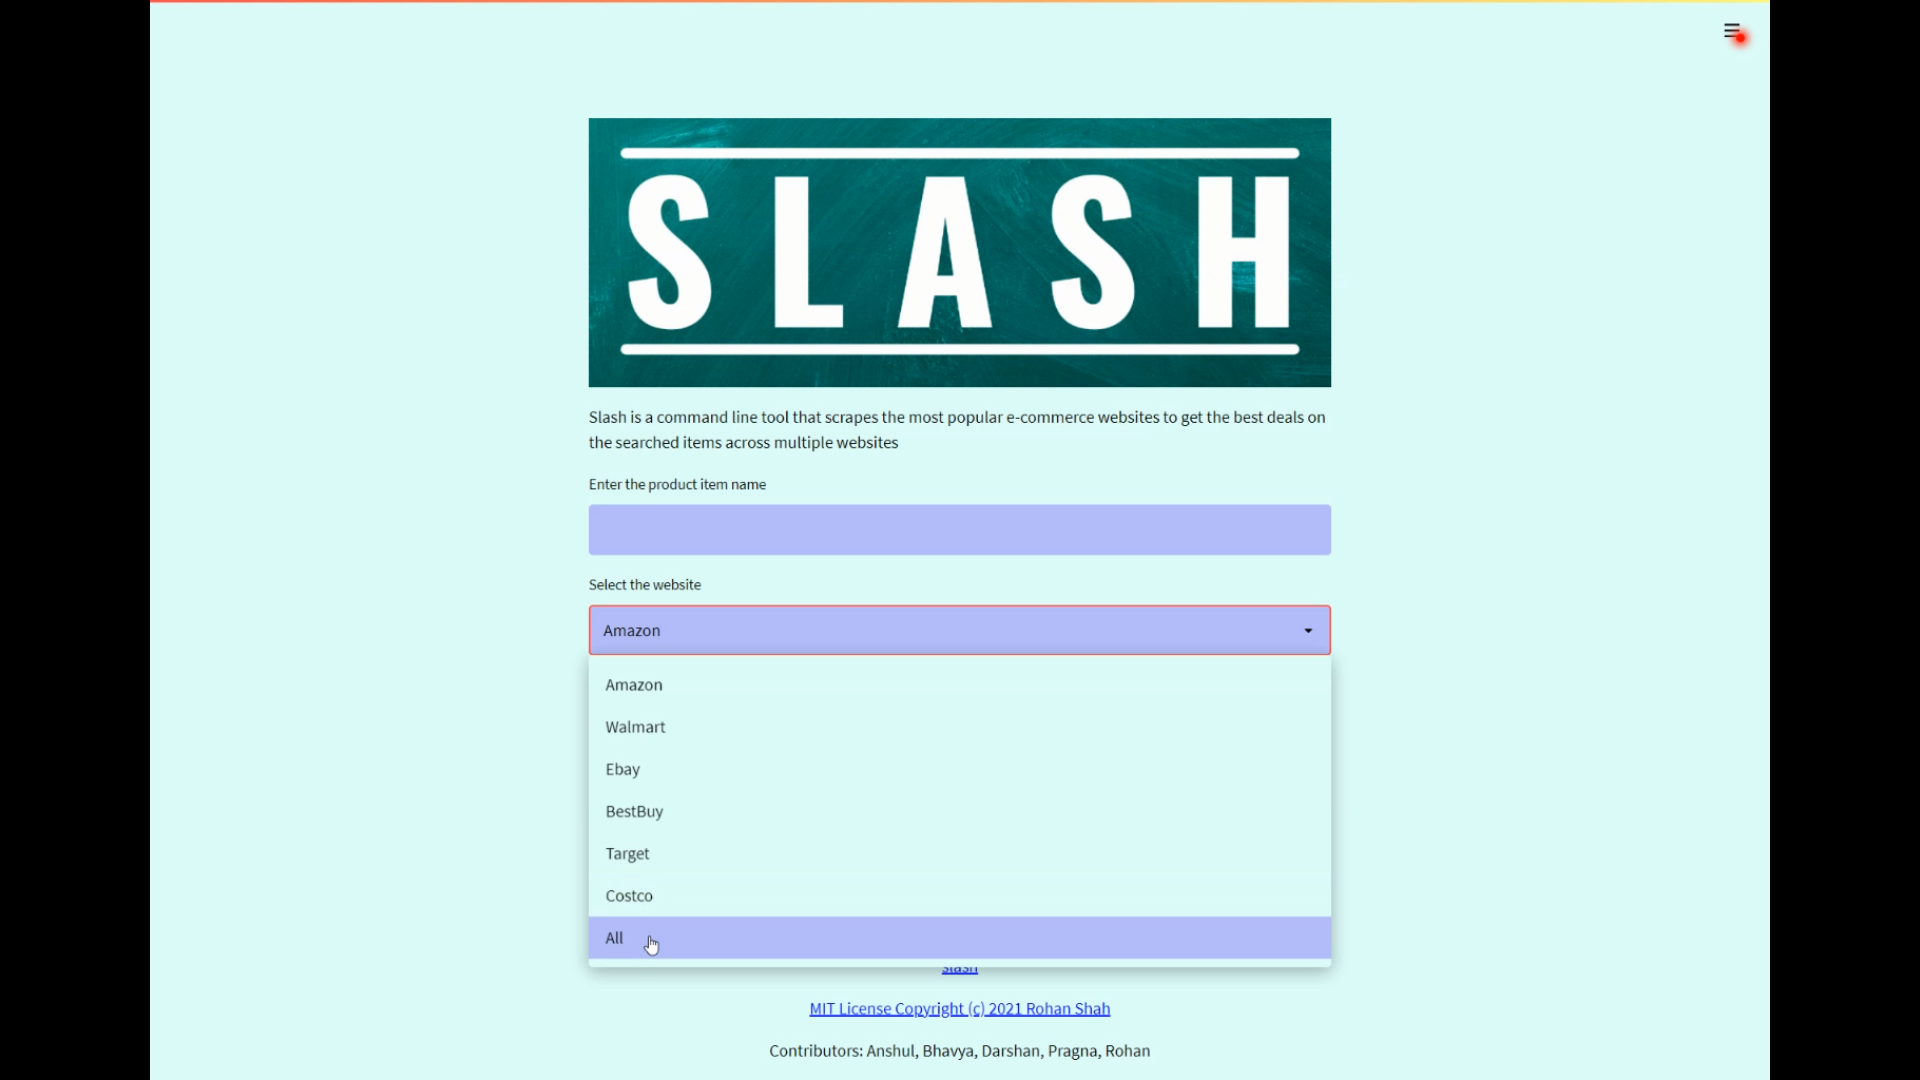 SLASH
Slash is a command line tool that scrapes the most popular e-commerce websites to get the best deals on
the searched items across multiple websites
Enter the product item name
Select the website
Amazon
Amazon
Walmart
Ebay
BestBuy
Target
Costco
All
slash
MIT License Copyright (c) 2021 Rohan Shah
Contributors: Anshul, Bhavya, Darshan, Pragna, Rohan